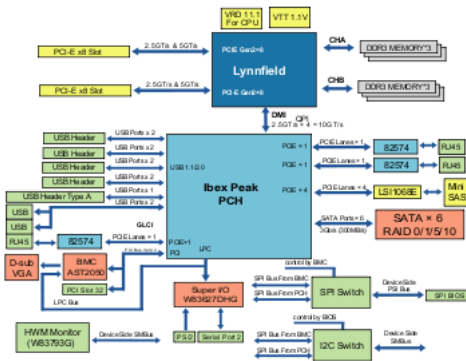 VRD 11.1
For CPU
VTT 1.1V
PCI-E x8 Slot
2.5GT/s & 5GT/s
PCIE Gen2×8
Lynnfield
CHA
DDR3 MEMORY*3
PCI-E x8 Slot
2.5GT/s & 5GT/s
PCI-E Gen2×8
CHB
DDR3 MEMORY*3
DMI
QPI
2.5GT/s × 4 = 10GT/s
USB Header
USB Ports x 2
USB Header
USB Ports x 2
USB Header
USB Ports x 2
USB Header
USB Ports x 2
USB Header Type A
USB Ports x 1
USB
USB Ports x 2
USB
USB1.1/2.0
Ibex Peak
PCH
PCIE × 1
PCIE Lanes × 1
82574
RJ45
PCIE × 1
PCIE Lanes × 1
82574
RJ45
PCIE × 4
PCIE Lanes × 4
LSI1068E
Mini
SAS
SATA Ports × 6
3Gb/s (300MB/s)
SATA × 6
RAID 0/1/5/10
GLCI
RJ45
82574
PCIE Lanes × 1
PCIE×1
PCI
LPC
D-sub
VGA
BMC
AST2050
PCI Slot 32
LPC Bus
Super I/O
W83627DHG
PS/2
Serial Port 2
control by BMC
SPI Bus From BMC
SPI Bus From PCH
SPI Switch
Device Side
PSI Bus
SPI BIOS
HWM Monitor
(W83793G)
Device Side SMBus
control by BIOS
SPI Bus From BMC
SPI Bus From PCH
I2C Switch
Device Side
SMBus